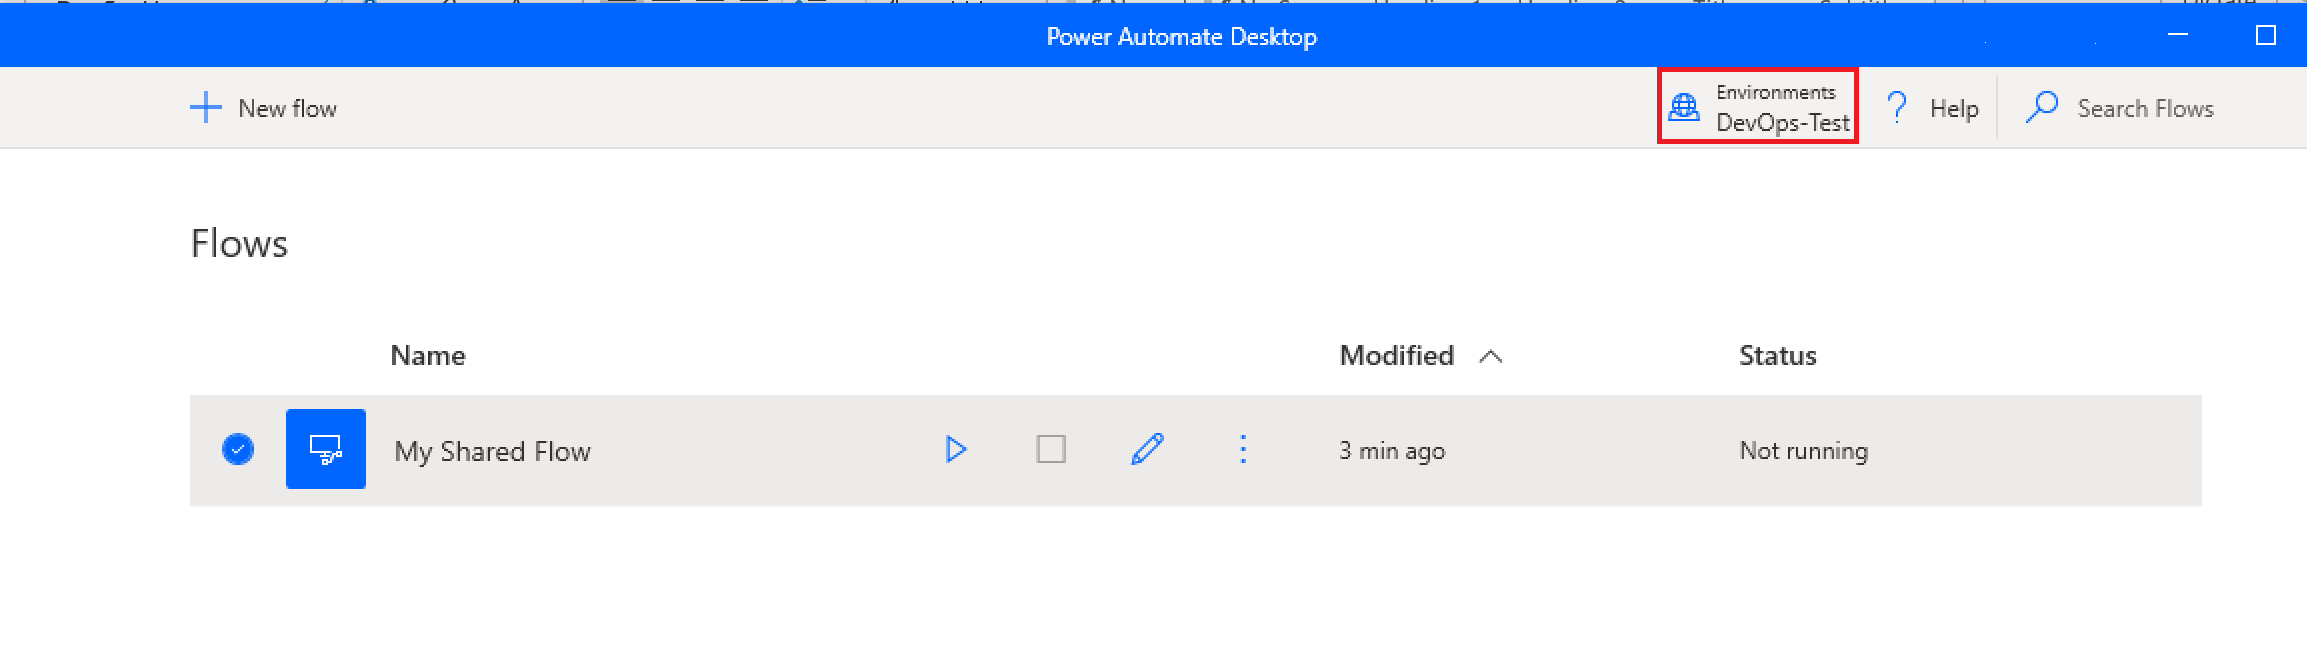 Power Automate Desktop
New flow
Environments
DevOps-Test
Help
Search Flows
Flows
Name Modified Status
My Shared Flow 3 min ago Not running